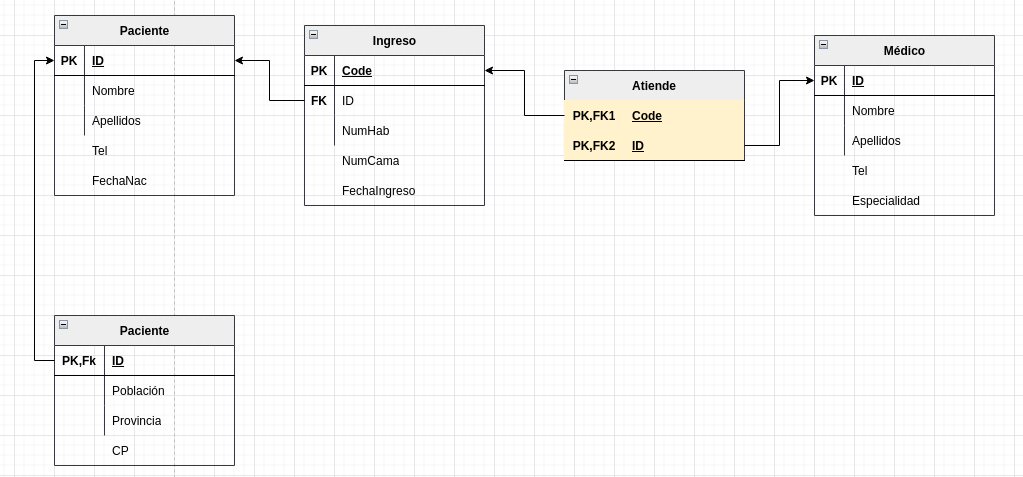 Paciente
PK ID
Nombre
Apellidos
Tel
FechaNac
Ingreso
PK Code
FK ID
NumHab
NumCama
FechaIngreso
Atiende
PK,FK1 Code
PK,FK2 ID
Médico
PK ID
Nombre
Apellidos
Tel
Especialidad
Paciente
PK,Fk ID
Población
Provincia
CP